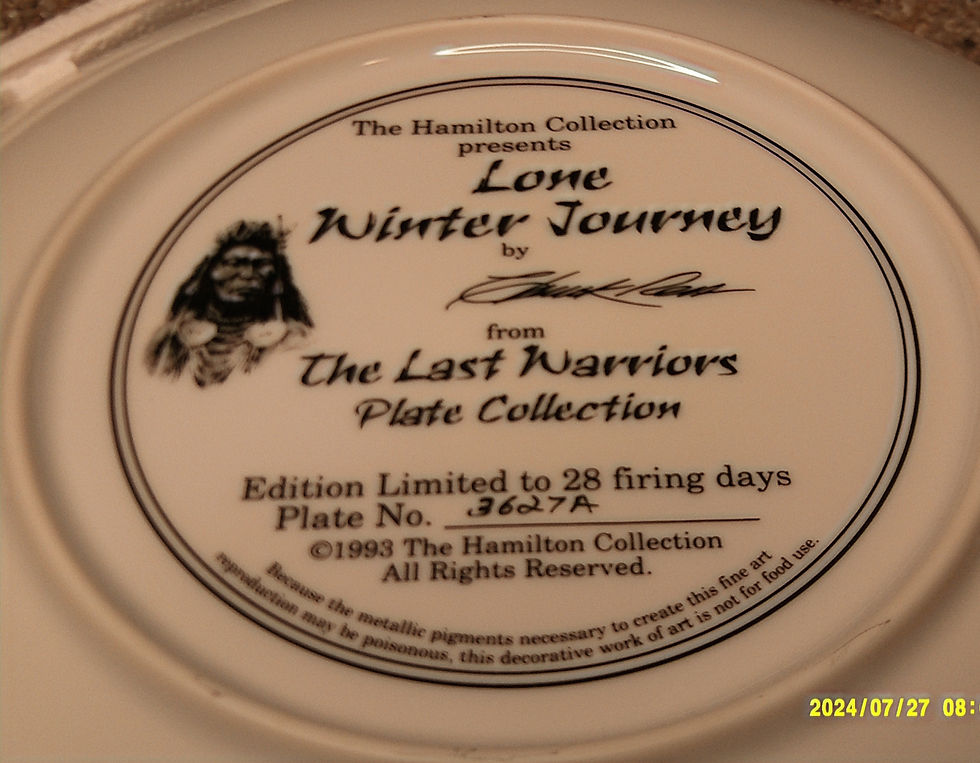 The Hamilton Collection
presents
Lone
Winter Journey
by
from
The Last Warriors
Plate Collection
Edition Limited to 28 firing days
Plate No. 3627A
©1993 The Hamilton Collection
All Rights Reserved.
Because the metallic pigments necessary to create this fine art
reproduction may be poisonous, this decorative work of art is not for food use.
2024/07/27 08: